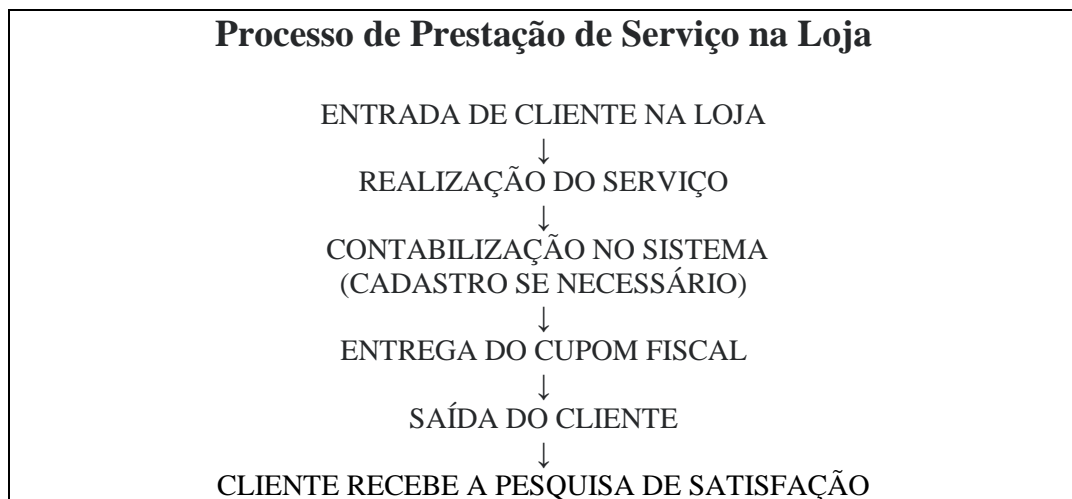 Processo de Prestação de Serviço na Loja
ENTRADA DE CLIENTE NA LOJA
↓
REALIZAÇÃO DO SERVIÇO
↓
CONTABILIZAÇÃO NO SISTEMA
(CADASTRO SE NECESSÁRIO)
↓
ENTREGA DO CUPOM FISCAL
↓
SAÍDA DO CLIENTE
↓
CLIENTE RECEBE A PESQUISA DE SATISFAÇÃO